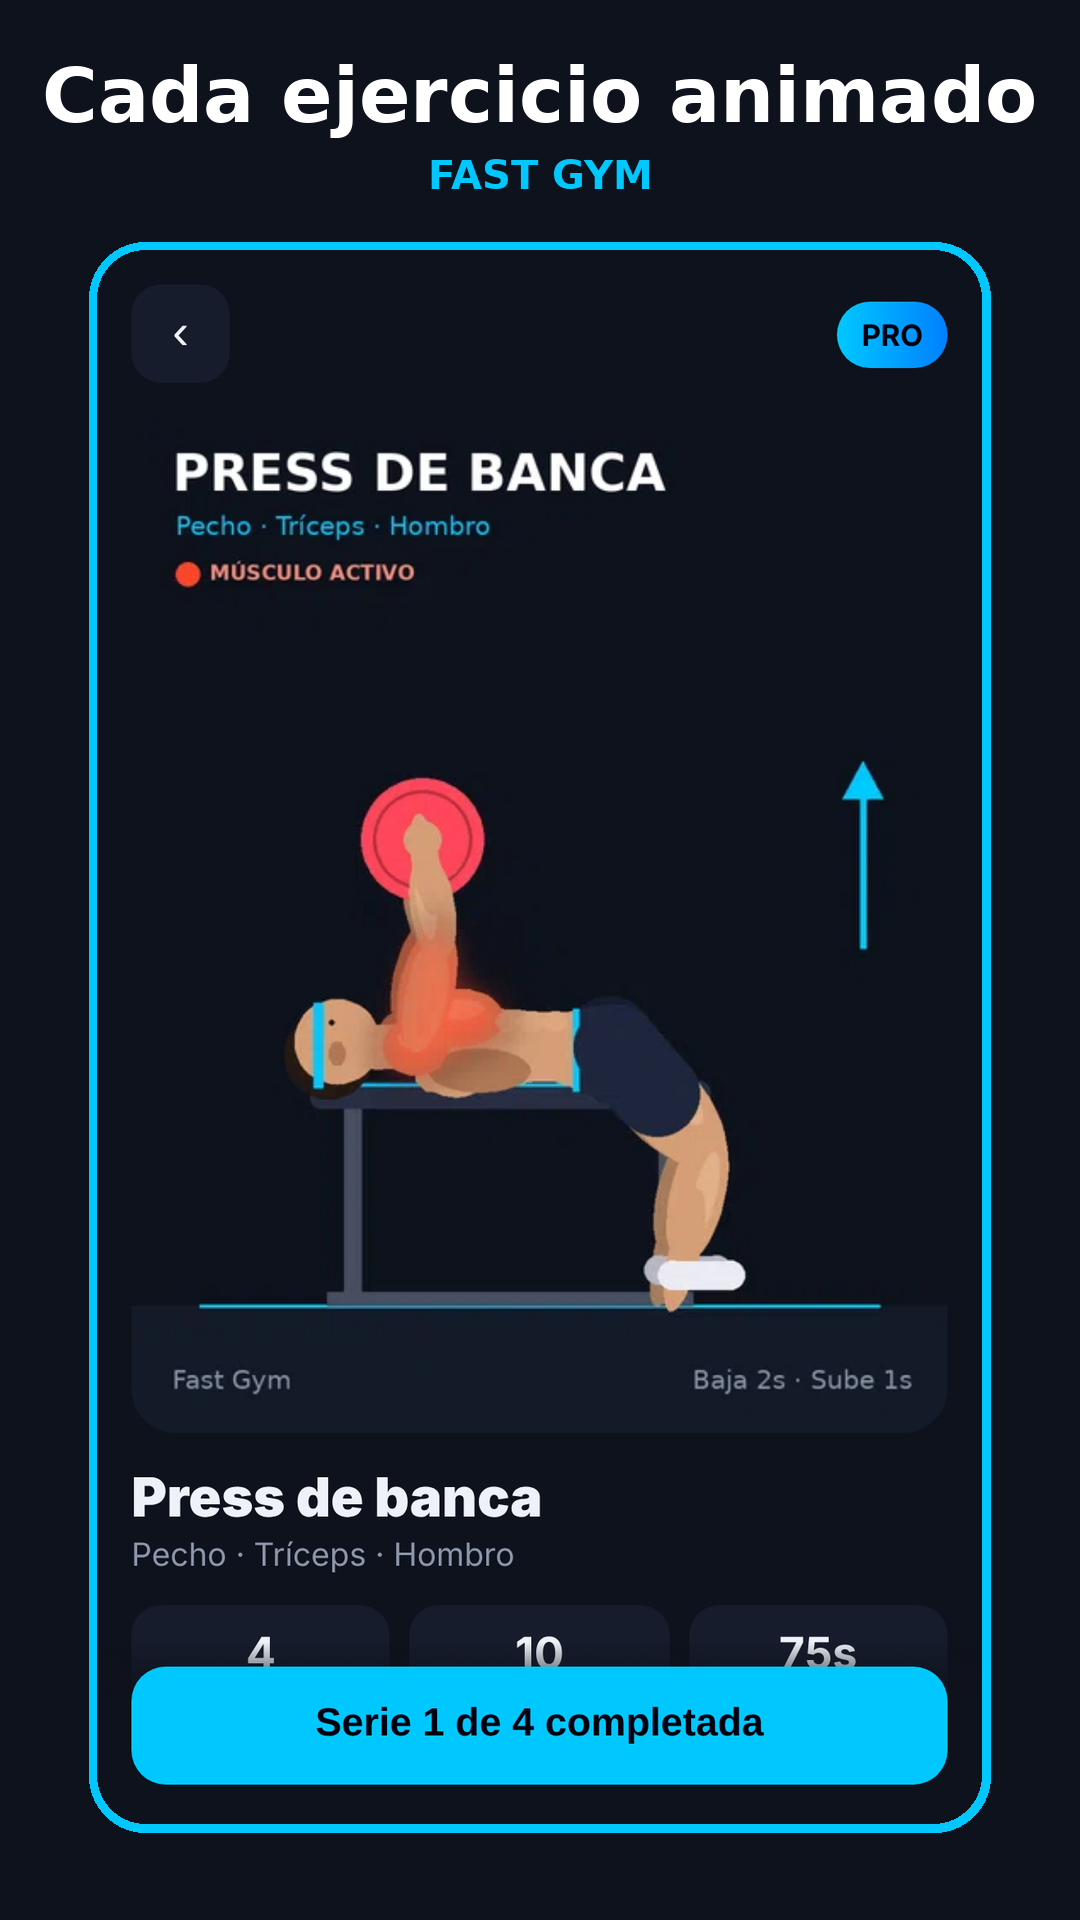 Cada ejercicio animado
FAST GYM
‹
PRO
PRESS DE BANCA
Pecho · Tríceps · Hombro
MÚSCULO ACTIVO
Fast Gym
Baja 2s · Sube 1s
Press de banca
Pecho · Tríceps · Hombro
4 10 75s
Serie 1 de 4 completada